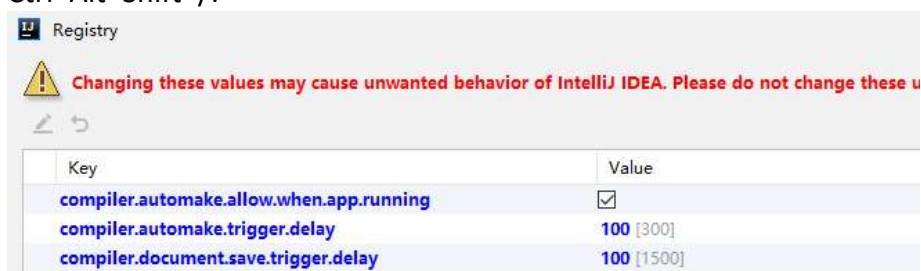 Registry
Changing these values may cause unwanted behavior of IntelliJ IDEA. Please do not change these
Key Value
compiler.automake.allow.when.app.running
compiler.automake.trigger.delay 100 [300]
compiler.document.save.trigger.delay 100 [1500]